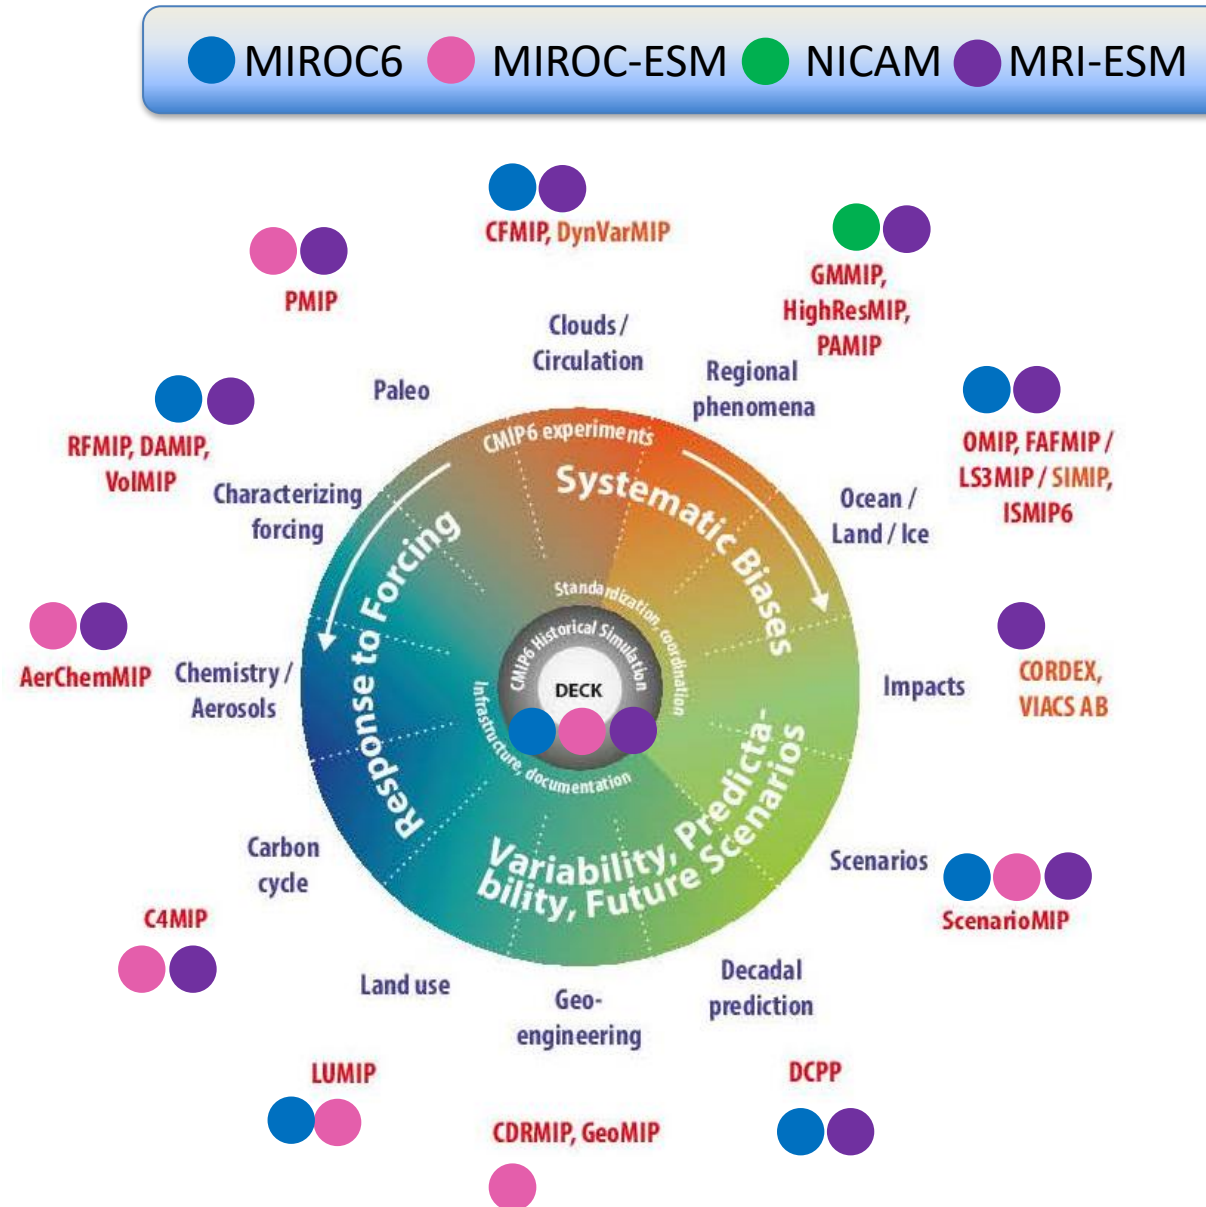 MIROC6 MIROC-ESM NICAM MRI-ESM
CFMIP, DynVarMIP
GMMIP,
HighResMIP,
PAMIP
PMIP
Clouds /
Circulation
Regional
phenomena
Paleo
OMIP, FAFMIP /
LS3MIP / SIMIP,
ISMIP6
RFMIP, DAMIP,
VolMIP
Characterizing
forcing
Ocean /
Land / Ice
CMIP6 experiments
Systematic Biases
Response to Forcing
Standardization, coordination
CMIP6 Historical Simulation
DECK
Infrastructure, documentation
Variability, Predicta-
bility, Future Scenarios
AerChemMIP
Chemistry /
Aerosols
Impacts
CORDEX,
VIACS AB
Carbon
cycle
Scenarios
ScenarioMIP
C4MIP
Land use
Geo-
engineering
Decadal
prediction
LUMIP
CDRMIP, GeoMIP
DCPP